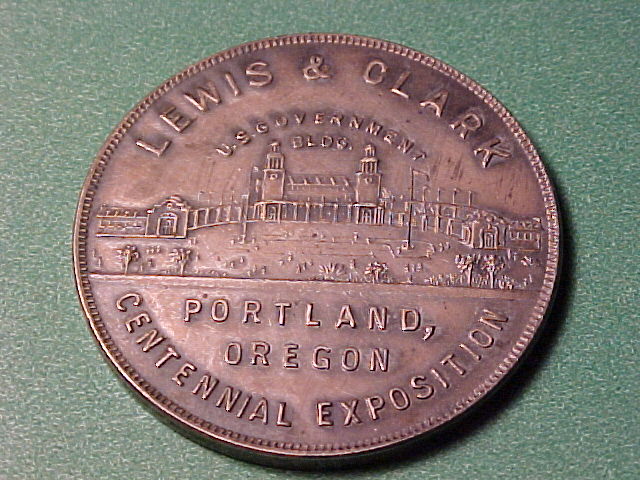 LEWIS & CLARK
U.S GOVERNMENT
BLDG.
PORTLAND,
OREGON
CENTENNIAL EXPOSITION